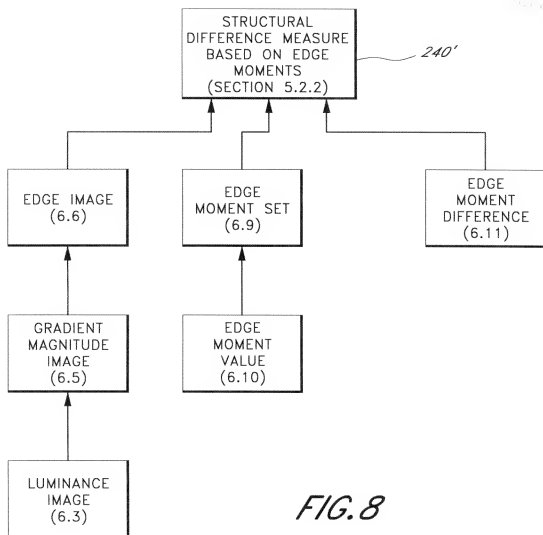 STRUCTURAL
DIFFERENCE MEASURE
BASED ON EDGE
MOMENTS
(SECTION 5.2.2)
240'
EDGE IMAGE
(6.6)
EDGE
MOMENT SET
(6.9)
EDGE
MOMENT
DIFFERENCE
(6.11)
GRADIENT
MAGNITUDE
IMAGE
(6.5)
EDGE
MOMENT
VALUE
(6.10)
LUMINANCE
IMAGE
(6.3)
FIG. 8